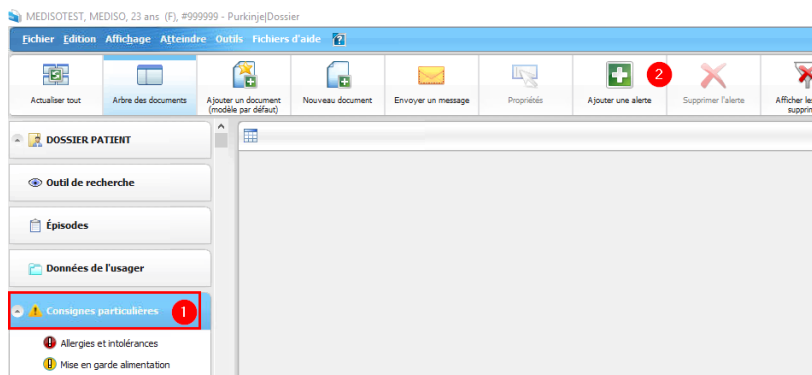 MEDISOTEST, MEDISO, 23 ans (F), #999999 - Purkinje|Dossier
Fichier Edition Affichage Atteindre Outils Fichiers d'aide ?
Actualiser tout
Arbre des documents
Ajouter un document
(modèle par défaut)
Nouveau document
Envoyer un message
Propriétés
Ajouter une alerte
2
Supprimer l'alerte
Afficher les
supprim
DOSSIER PATIENT
Outil de recherche
Épisodes
Données de l'usager
Consignes particulières
1
Allergies et intolérances
Mise en garde alimentation